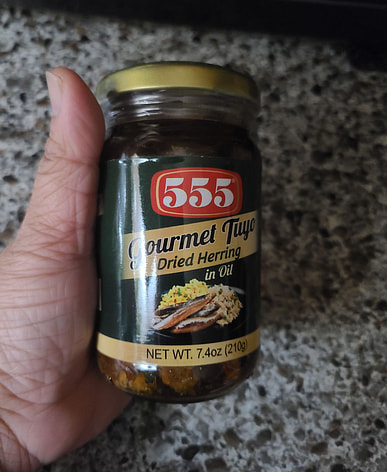 555
Gourmet Tuyo
Dried Herring
in Oil
NET WT. 7.4oz (210g)